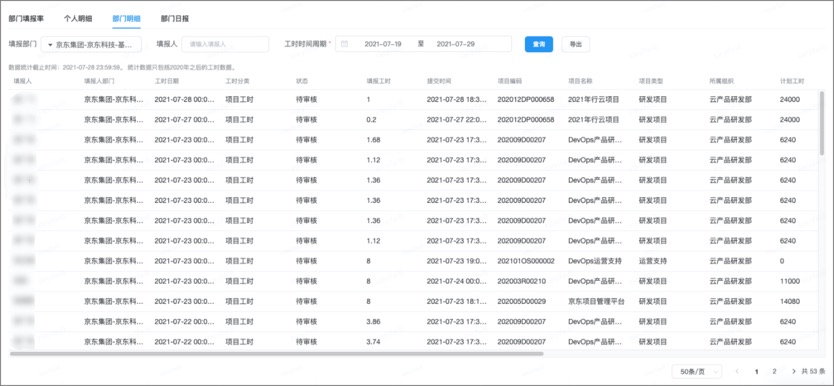 部门填报率 个人明细 部门明细 部门日报
填报部门 京东集团-京东科技-基... 填报人 请输入填报人 工时时间周期 * 2021-07-19 至 2021-07-29 查询 导出
数据统计截止时间：2021-07-28 23:59:59。 统计数据只包括2020年之后的工时数据。
填报人 填报人部门 工时日期 工时分类 状态 填报工时 提交时间 项目编码 项目名称 项目类型 所属组织 计划工时
京东集团-京东科... 2021-07-28 00:0... 项目工时 待审核 1 2021-07-28 18:3... 202012DP000658 2021年行云项目 研发项目 云产品研发部 24000
京东集团-京东科... 2021-07-27 00:0... 项目工时 待审核 0.2 2021-07-27 22:0... 202012DP000658 2021年行云项目 研发项目 云产品研发部 24000
京东集团-京东科... 2021-07-23 00:0... 项目工时 待审核 1.68 2021-07-23 17:3... 202009D00207 DevOps产品研... 研发项目 云产品研发部 6240
京东集团-京东科... 2021-07-23 00:0... 项目工时 待审核 1.12 2021-07-23 17:3... 202009D00207 DevOps产品研... 研发项目 云产品研发部 6240
京东集团-京东科... 2021-07-23 00:0... 项目工时 待审核 1.36 2021-07-23 17:3... 202009D00207 DevOps产品研... 研发项目 云产品研发部 6240
京东集团-京东科... 2021-07-23 00:0... 项目工时 待审核 1.36 2021-07-23 17:3... 202009D00207 DevOps产品研... 研发项目 云产品研发部 6240
京东集团-京东科... 2021-07-23 00:0... 项目工时 待审核 1.36 2021-07-23 17:3... 202009D00207 DevOps产品研... 研发项目 云产品研发部 6240
京东集团-京东科... 2021-07-23 00:0... 项目工时 待审核 1.12 2021-07-23 17:3... 202009D00207 DevOps产品研... 研发项目 云产品研发部 6240
京东集团-京东科... 2021-07-23 00:0... 项目工时 待审核 8 2021-07-23 19:0... 202101OS000002 DevOps运营支持 运营支持 云产品研发部 0
京东集团-京东科... 2021-07-23 00:0... 项目工时 待审核 8 2021-07-24 00:0... 202003R00210 DevOps产品研... 研发项目 云产品研发部 11000
京东集团-京东科... 2021-07-23 00:0... 项目工时 待审核 8 2021-07-23 18:1... 202005D00029 京东项目管理平台 研发项目 云产品研发部 14080
京东集团-京东科... 2021-07-22 00:0... 项目工时 待审核 3.86 2021-07-23 17:3... 202009D00207 DevOps产品研... 研发项目 云产品研发部 6240
京东集团-京东科... 2021-07-22 00:0... 项目工时 待审核 3.74 2021-07-23 17:3... 202009D00207 DevOps产品研... 研发项目 云产品研发部 6240
50条/页 1 2 共 53 条